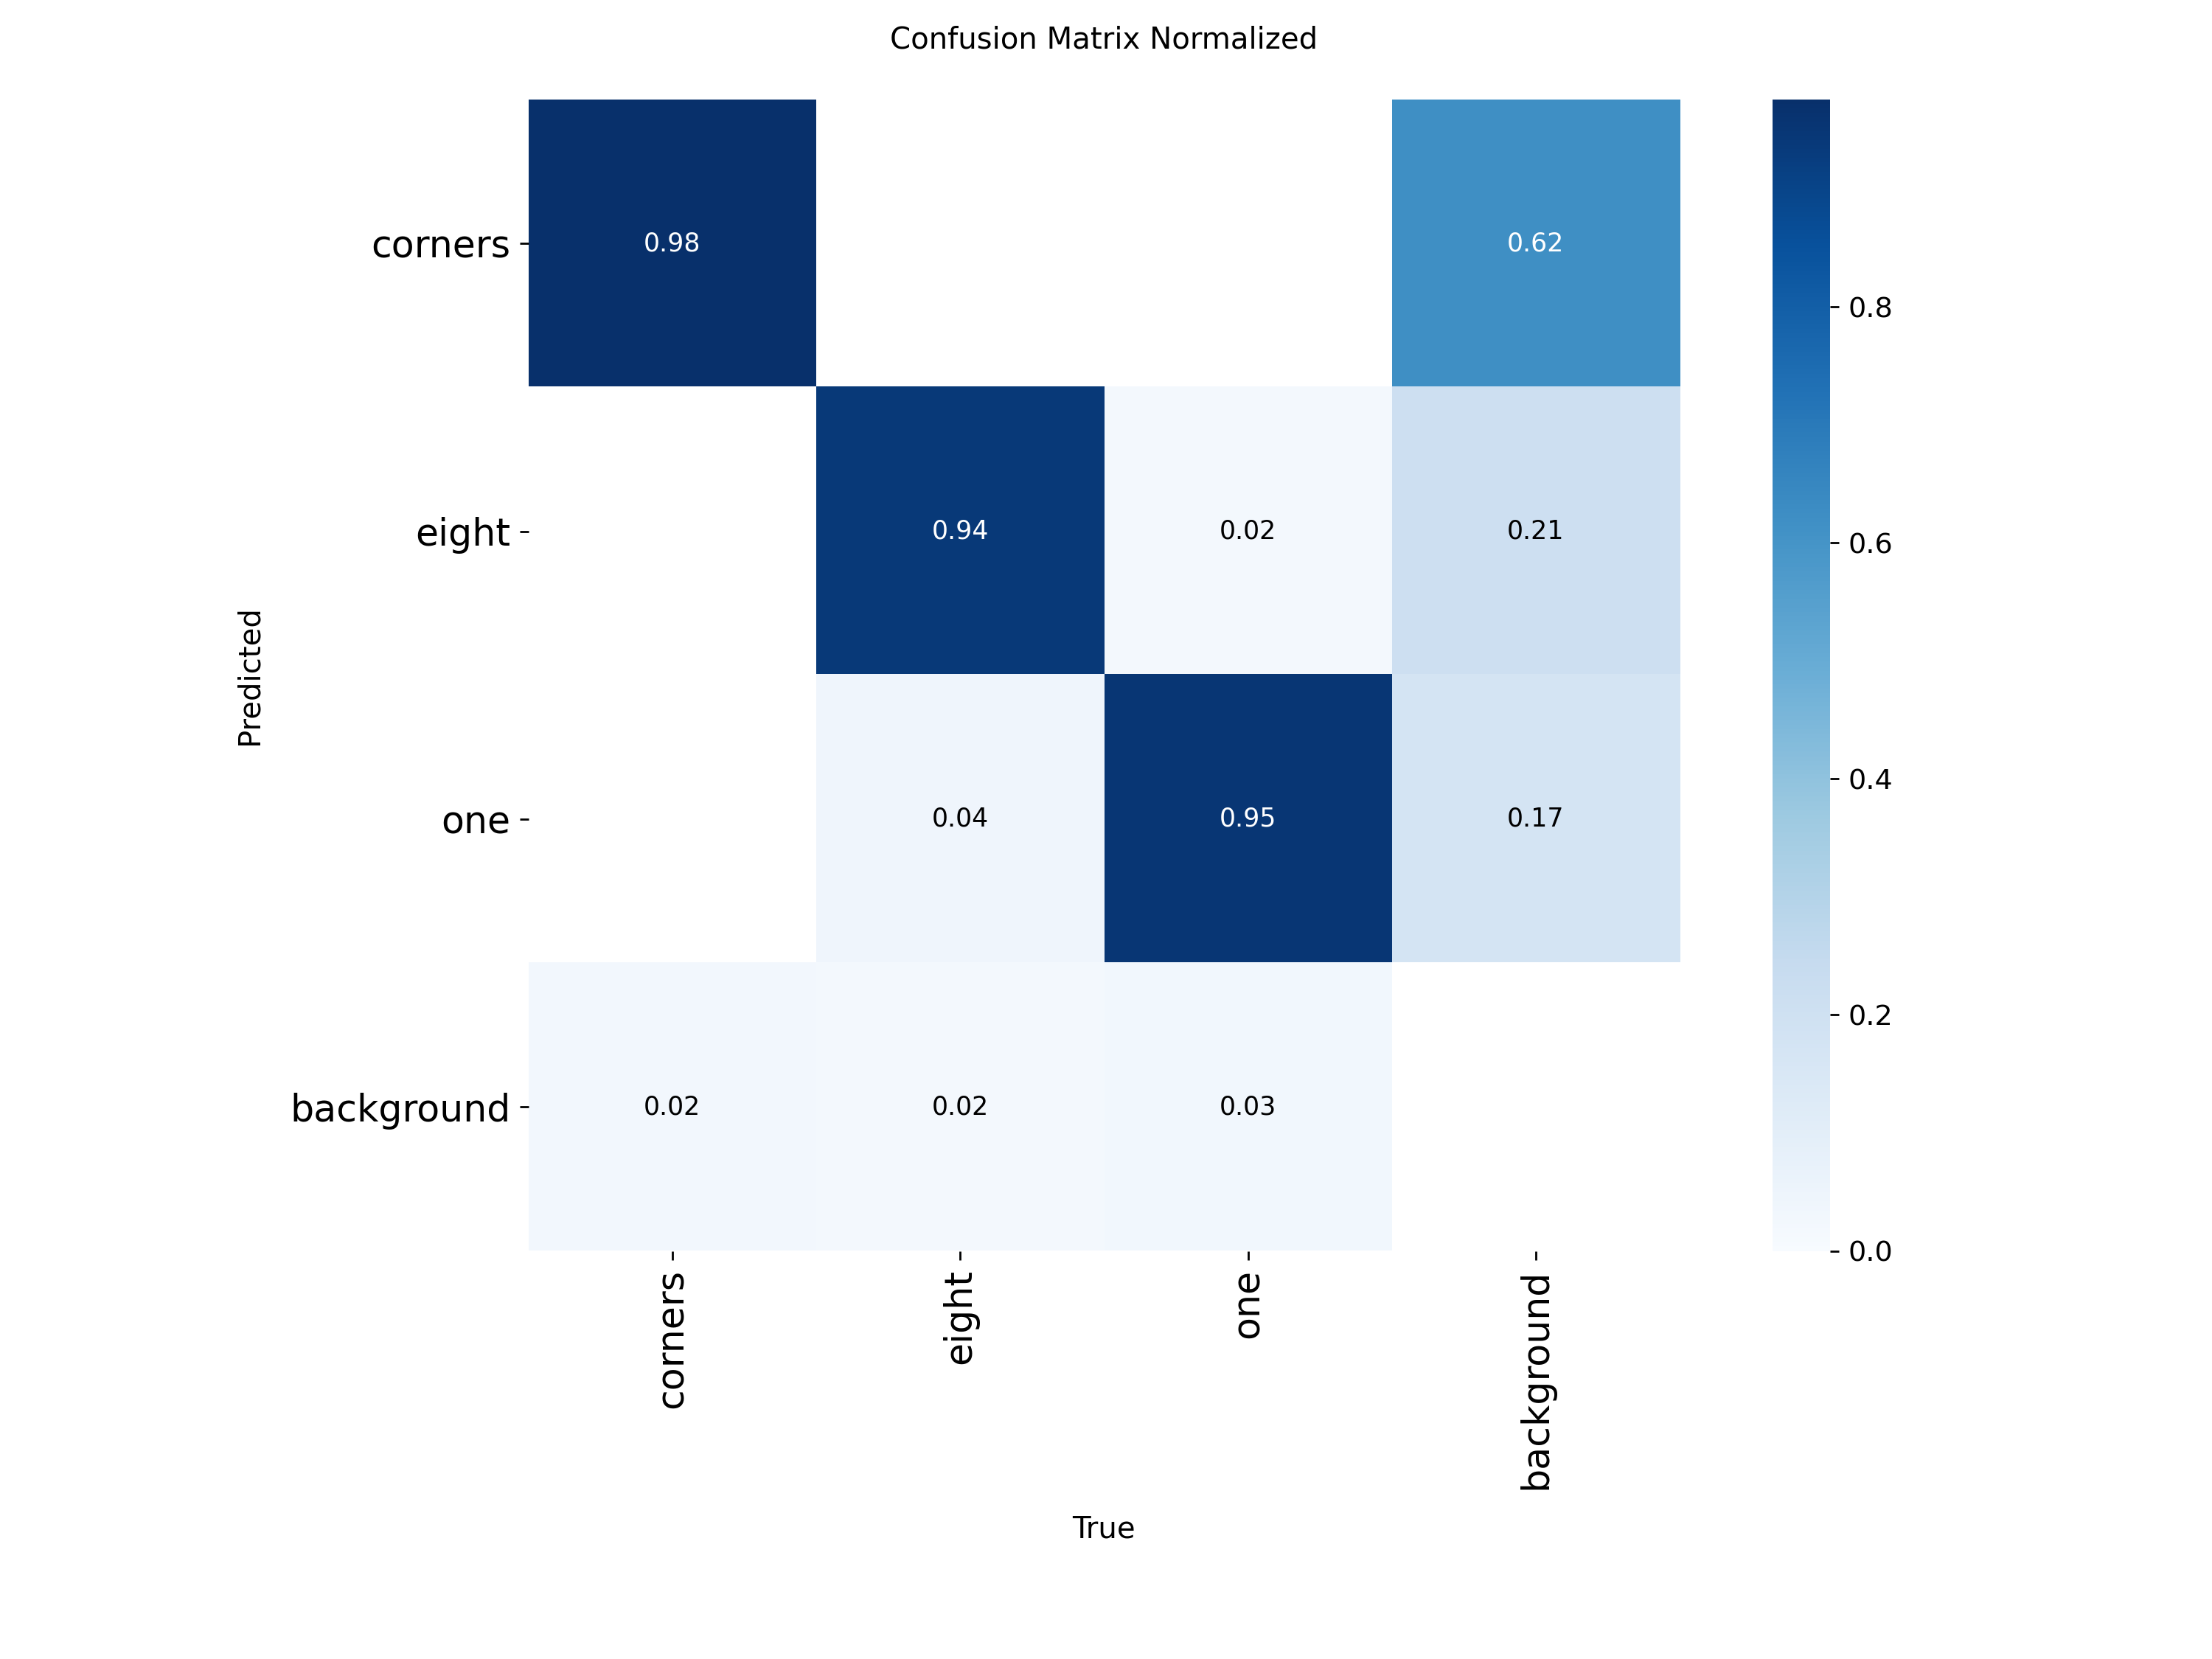 Confusion Matrix Normalized
corners
0.98
0.62
eight
0.94
0.02
0.21
one
0.04
0.95
0.17
background
0.02
0.02
0.03
Predicted
corners
eight
one
background
True
0.8
0.6
0.4
0.2
0.0